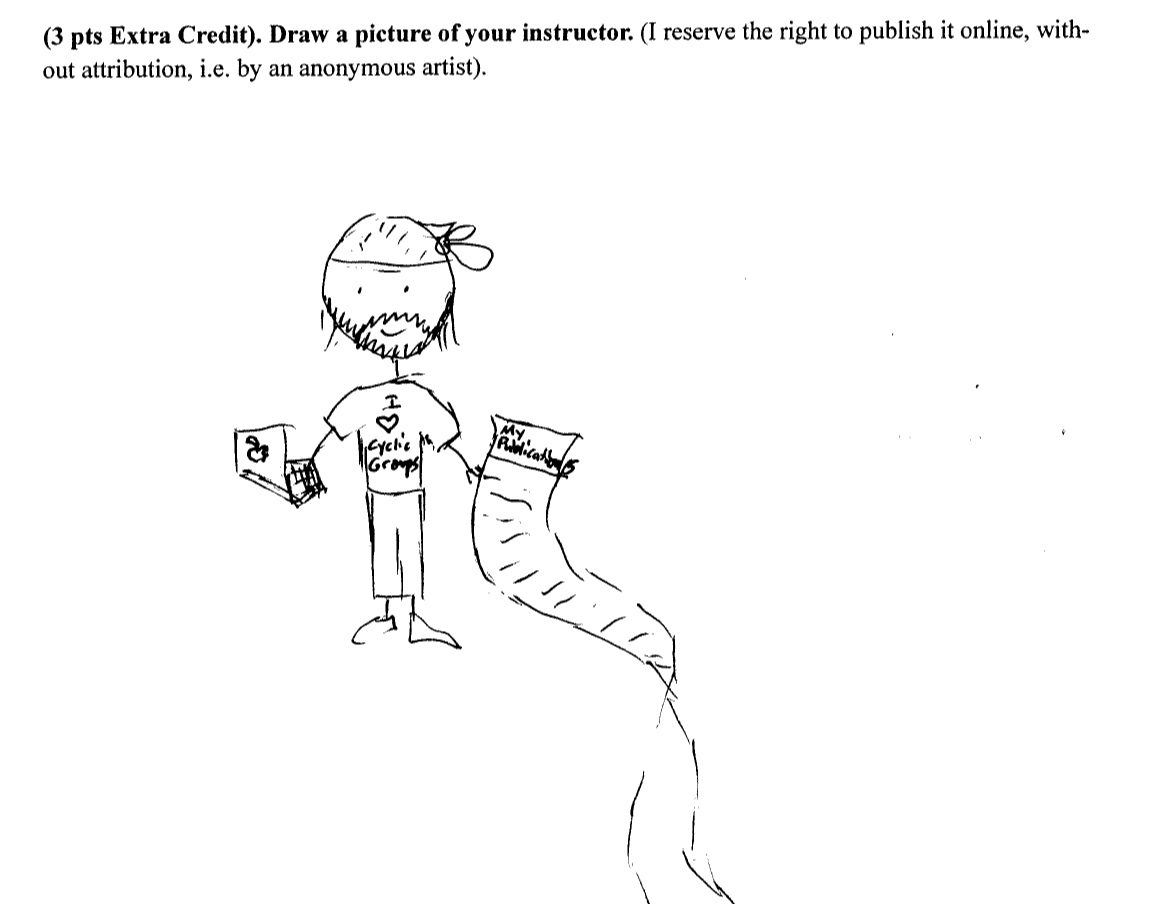 (3 pts Extra Credit). Draw a picture of your instructor. (I reserve the right to publish it online, with-
out attribution, i.e. by an anonymous artist).
I
♡
Cyclic
Groups
My
Publications